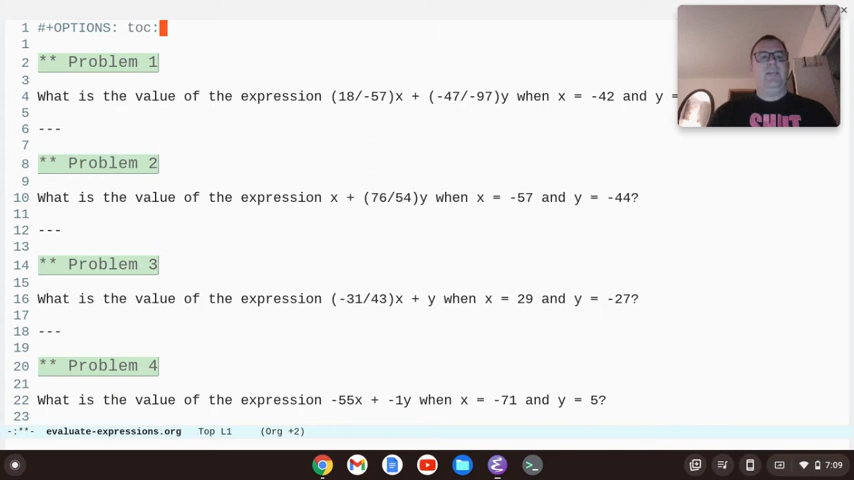 1 #+OPTIONS: toc:
1
2 ** Problem 1
3
4 What is the value of the expression (18/-57)x + (-47/-97)y when x = -42 and y =
5
6 ---
7
8 ** Problem 2
9
10 What is the value of the expression x + (76/54)y when x = -57 and y = -44?
11
12 ---
13
14 ** Problem 3
15
16 What is the value of the expression (-31/43)x + y when x = 29 and y = -27?
17
18 ---
19
20 ** Problem 4
21
22 What is the value of the expression -55x + -1y when x = -71 and y = 5?
23
-:**- evaluate-expressions.org Top L1 (Org +2)
7:09